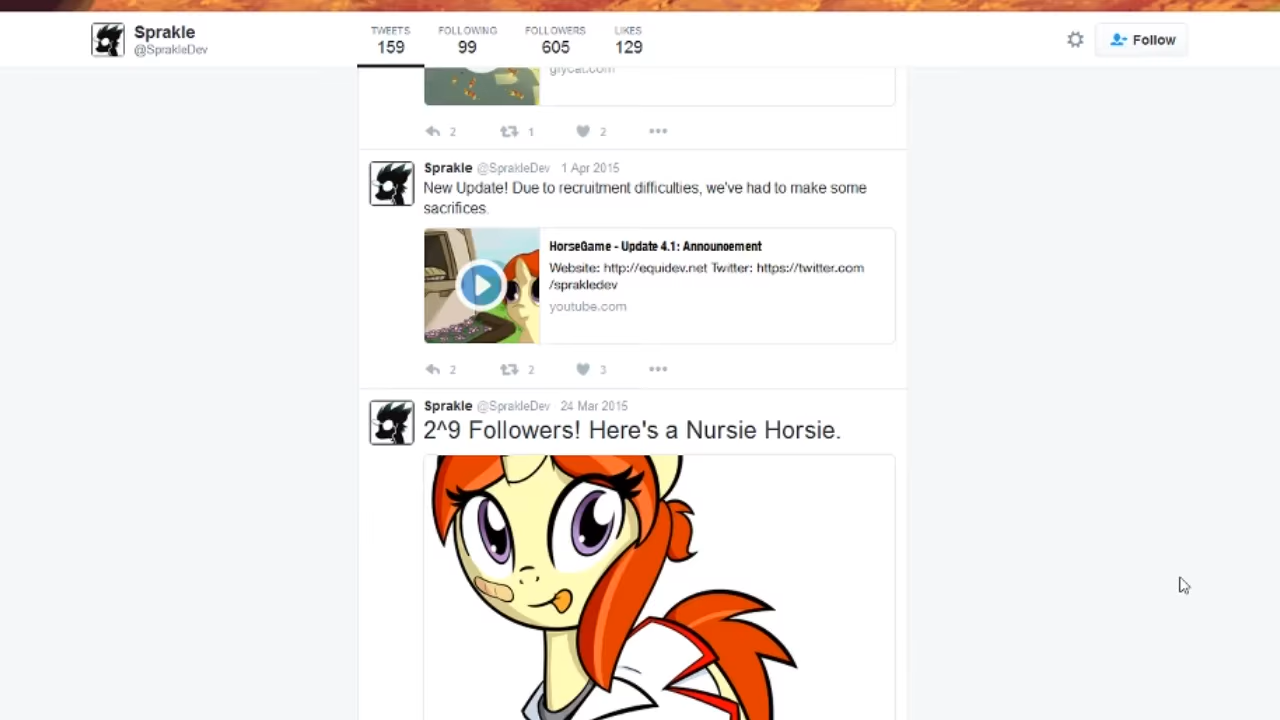 Sprakle
@SprakleDev
TWEETS FOLLOWING FOLLOWERS LIKES
159 99 605 129
Follow
glycat.com
2 1 2
Sprakle @SprakleDev · 1 Apr 2015
New Update! Due to recruitment difficulties, we've had to make some
sacrifices.
HorseGame - Update 4.1: Announcement
Website: http://equidev.net Twitter: https://twitter.com
/sprakledev
youtube.com
2 2 3
Sprakle @SprakleDev · 24 Mar 2015
2^9 Followers! Here's a Nursie Horsie.